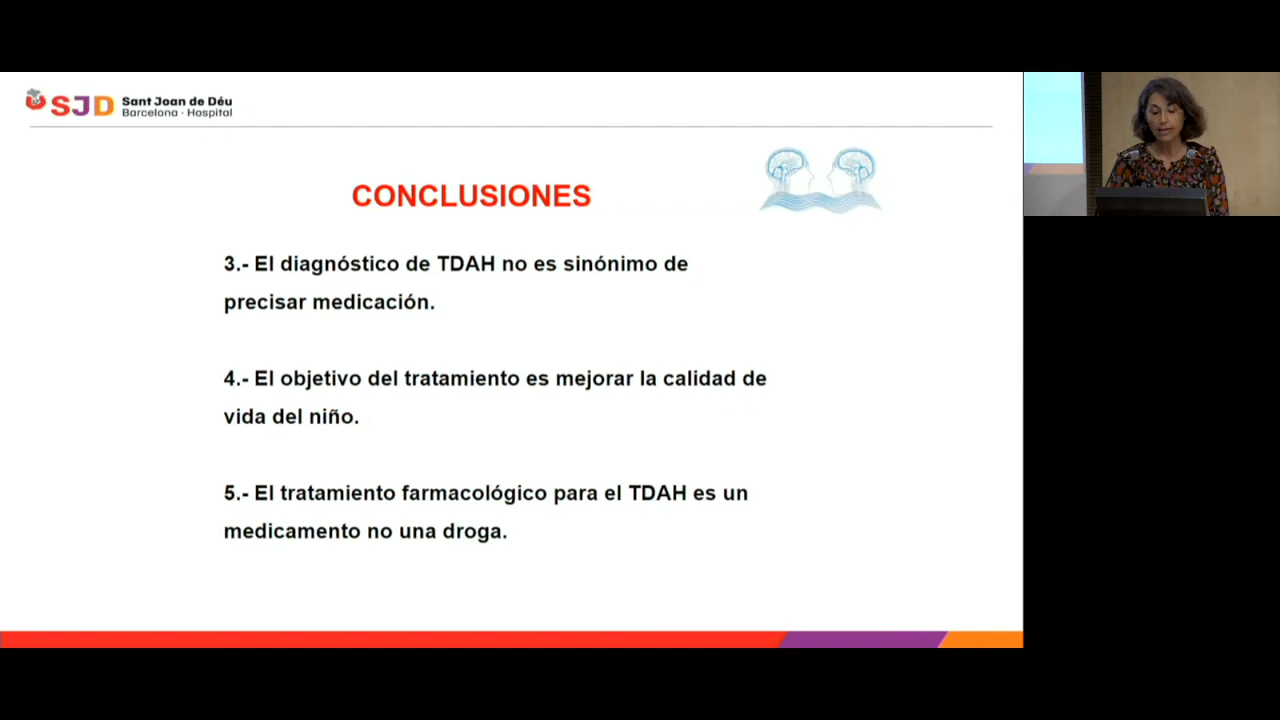 SJD Sant Joan de Déu
Barcelona - Hospital
CONCLUSIONES
3.- El diagnóstico de TDAH no es sinónimo de
precisar medicación.
4.- El objetivo del tratamiento es mejorar la calidad de
vida del niño.
5.- El tratamiento farmacológico para el TDAH es un
medicamento no una droga.